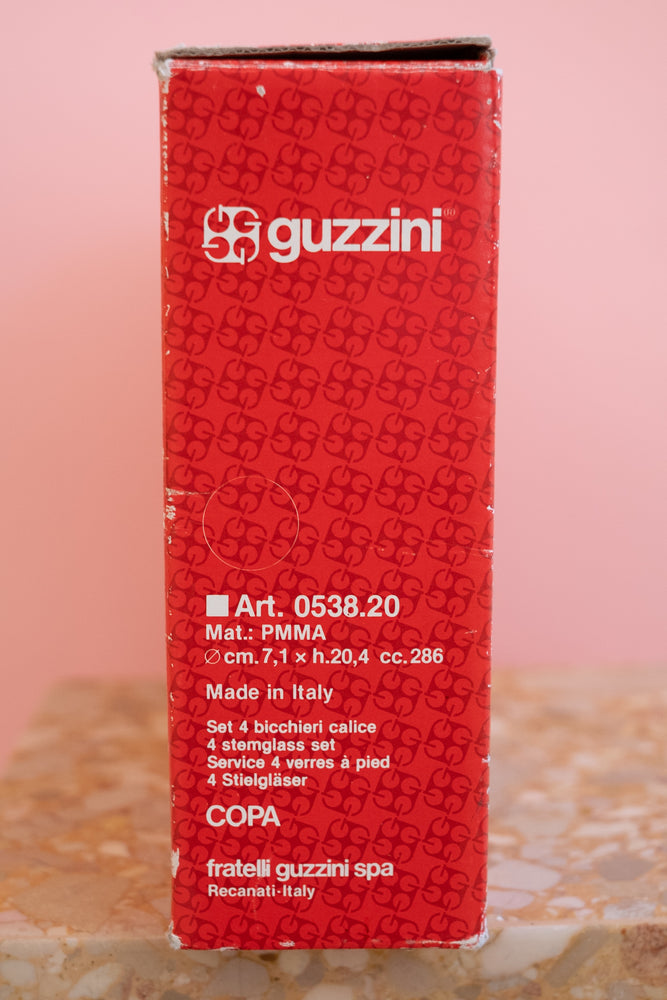 guzzini®
Art. 0538.20
Mat.: PMMA
∅ cm. 7,1 × h.20,4 cc. 286
Made in Italy
Set 4 bicchieri calice
4 stemglass set
Service 4 verres à pied
4 Stielgläser
COPA
fratelli guzzini spa
Recanati-Italy